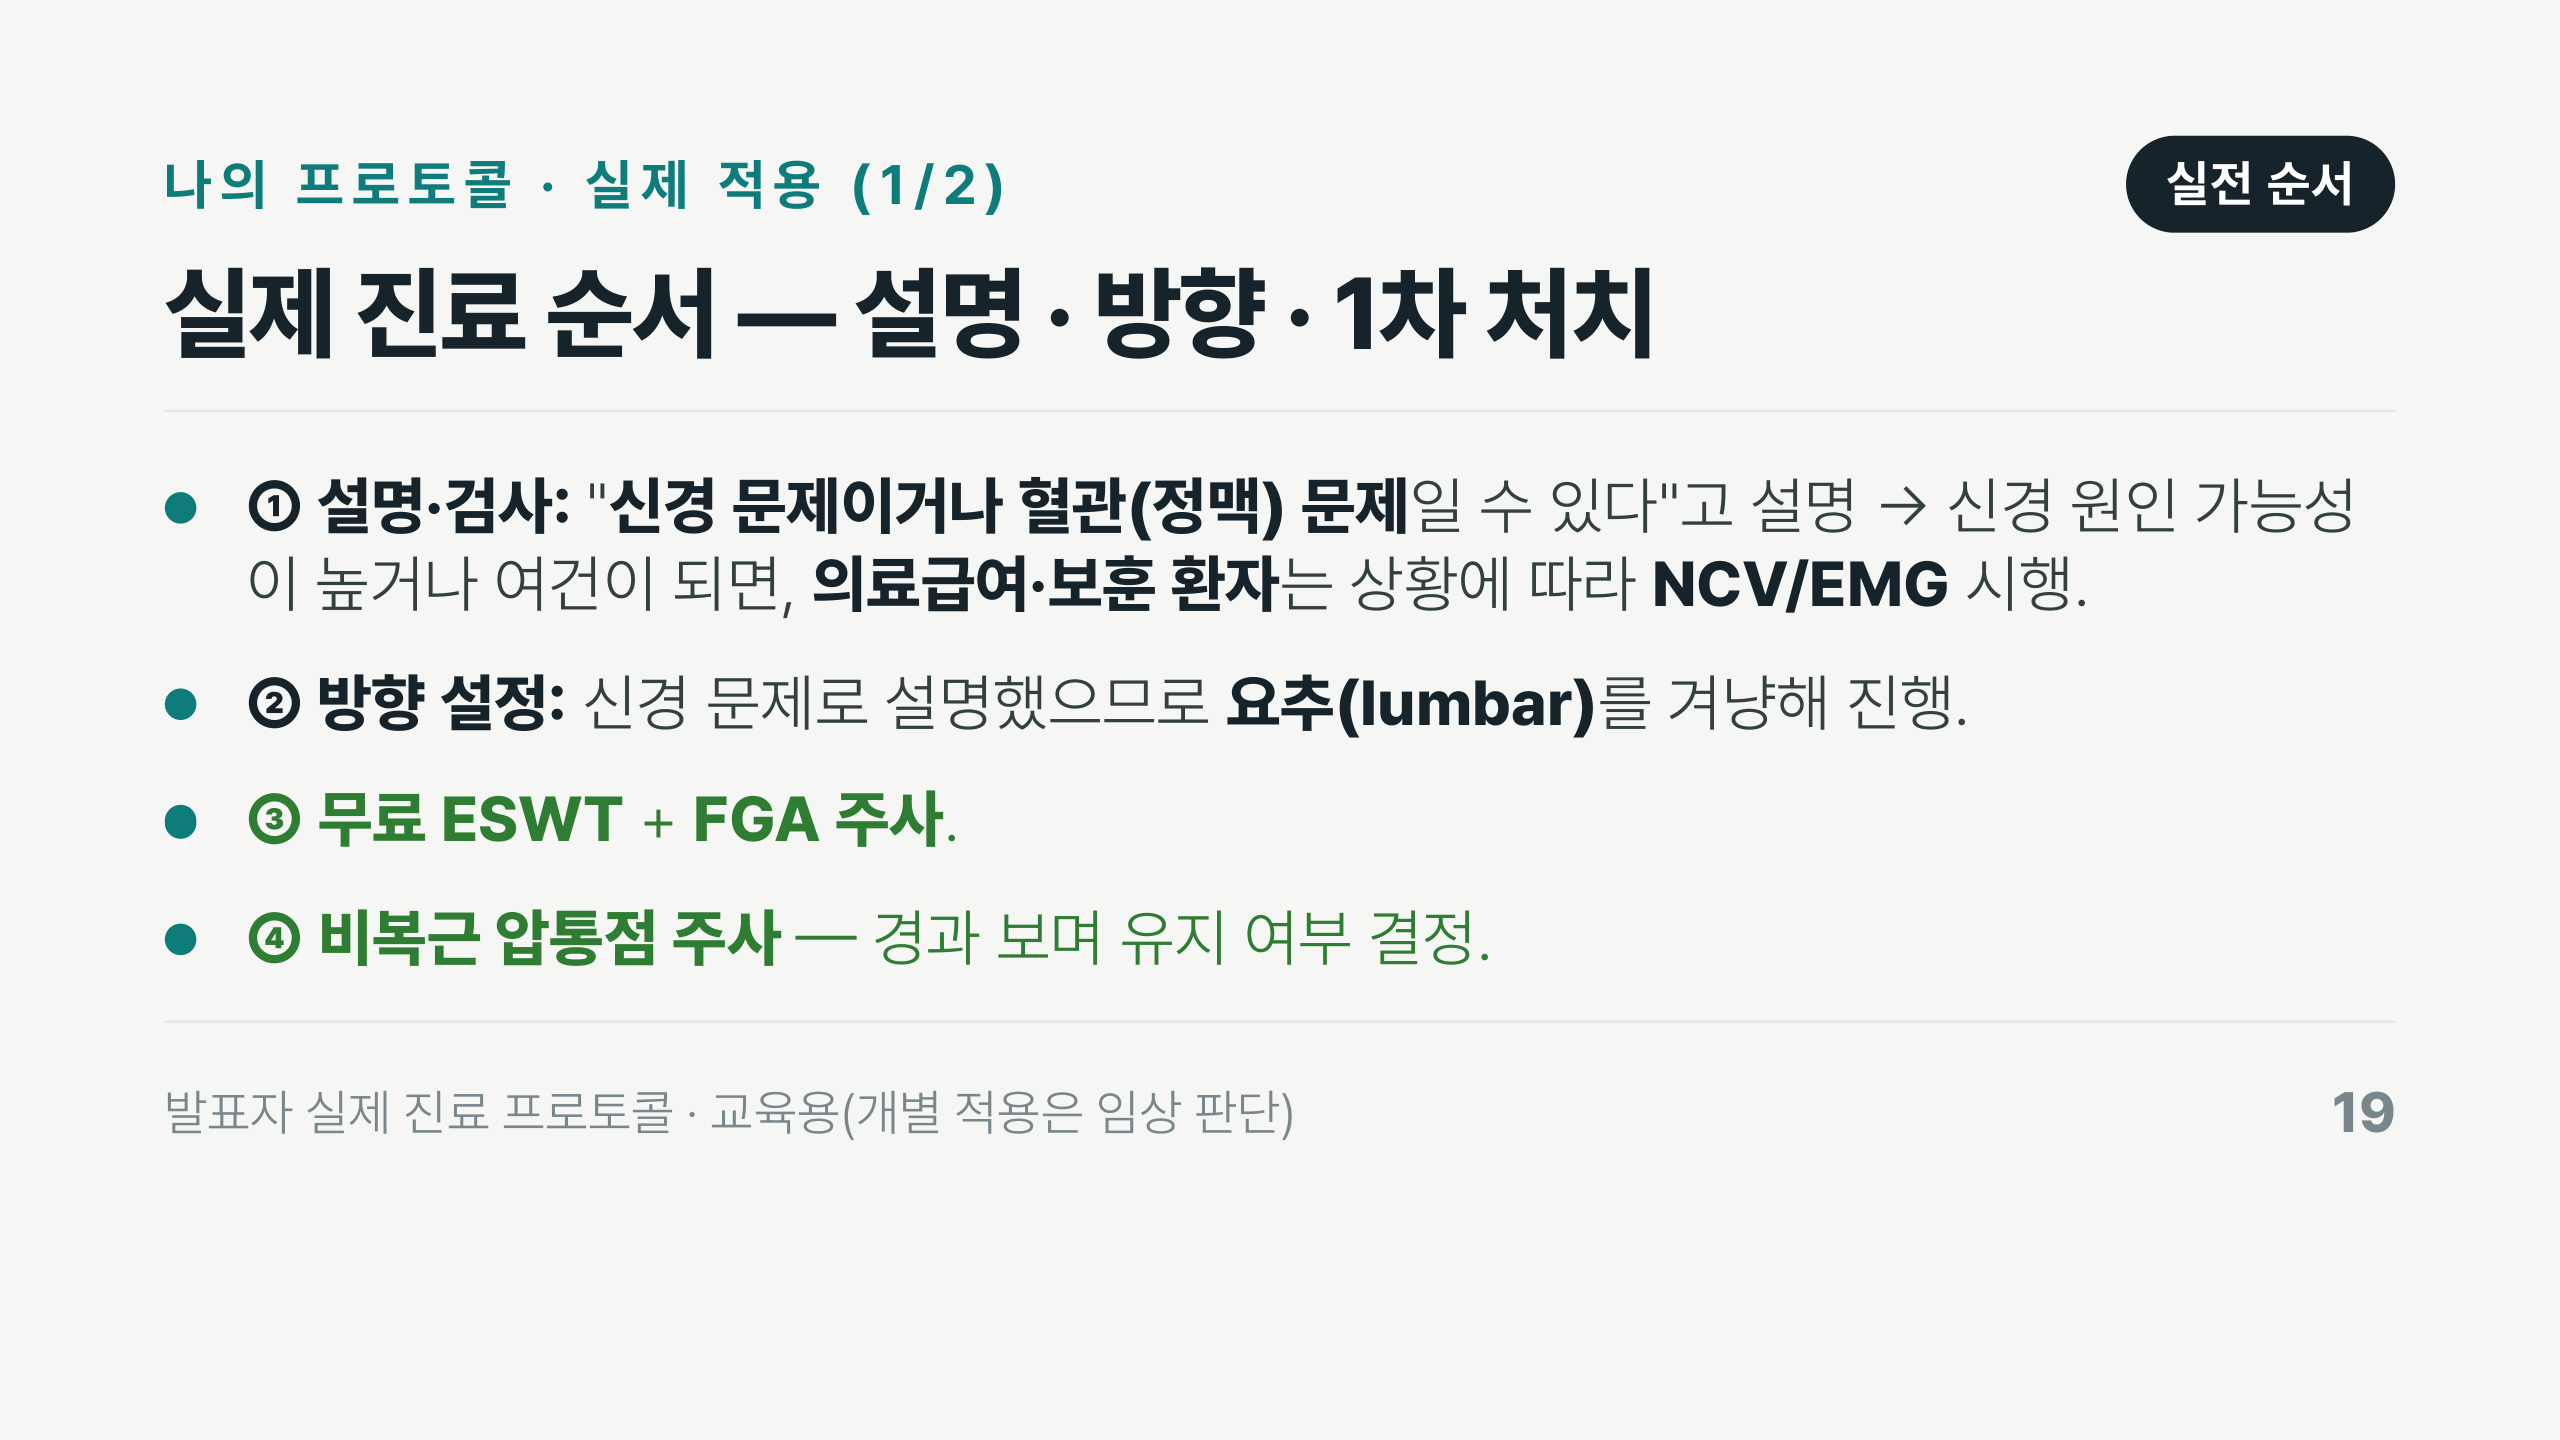 나의 프로토콜 · 실제 적용 (1/2)
실전 순서
실제 진료 순서 — 설명 · 방향 · 1차 처치
● ① 설명·검사: "신경 문제이거나 혈관(정맥) 문제일 수 있다"고 설명 → 신경 원인 가능성
이 높거나 여건이 되면, 의료급여·보훈 환자는 상황에 따라 NCV/EMG 시행.
● ② 방향 설정: 신경 문제로 설명했으므로 요추(lumbar)를 겨냥해 진행.
● ③ 무료 ESWT + FGA 주사.
● ④ 비복근 압통점 주사 — 경과 보며 유지 여부 결정.
발표자 실제 진료 프로토콜 · 교육용(개별 적용은 임상 판단)
19